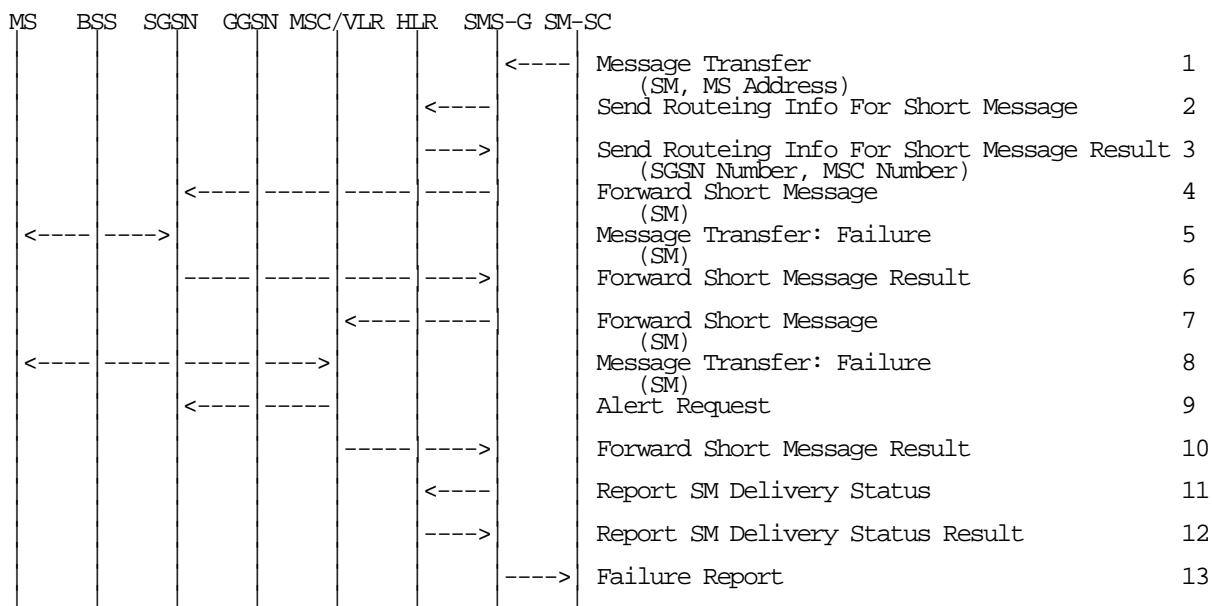 MS BSS SGSN GGSN MSC/VLR HLR SMS-G SM-SC
<---- Message Transfer 1
(SM, MS Address)
<---- Send Routeing Info For Short Message 2
----> Send Routeing Info For Short Message Result 3
(SGSN Number, MSC Number)
<---- ----- ----- ----- Forward Short Message 4
(SM)
<---- ----> Message Transfer: Failure 5
(SM)
----- ----- ----- ----> Forward Short Message Result 6
<---- ----- Forward Short Message 7
(SM)
<---- ----- ----- ----> Message Transfer: Failure 8
(SM)
<---- ----- Alert Request 9
----- ----> Forward Short Message Result 10
<---- Report SM Delivery Status 11
----> Report SM Delivery Status Result 12
----> Failure Report 13